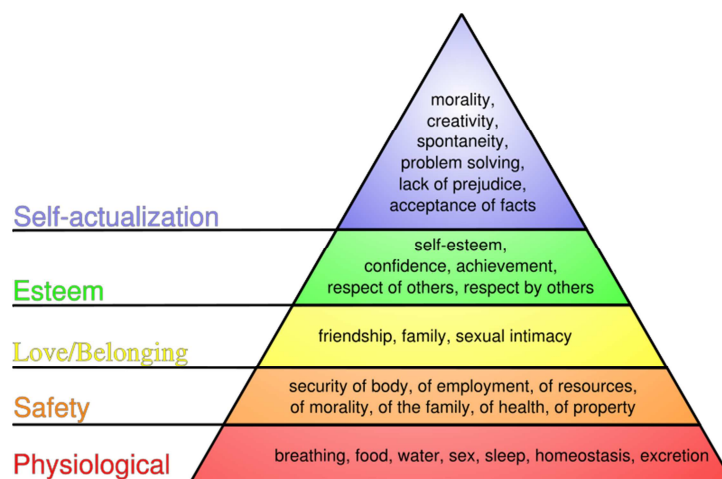 morality,
creativity,
spontaneity,
problem solving,
lack of prejudice,
acceptance of facts
Self-actualization
self-esteem,
confidence, achievement,
respect of others, respect by others
Esteem
friendship, family, sexual intimacy
Love/Belonging
security of body, of employment, of resources,
of morality, of the family, of health, of property
Safety
breathing, food, water, sex, sleep, homeostasis, excretion
Physiological